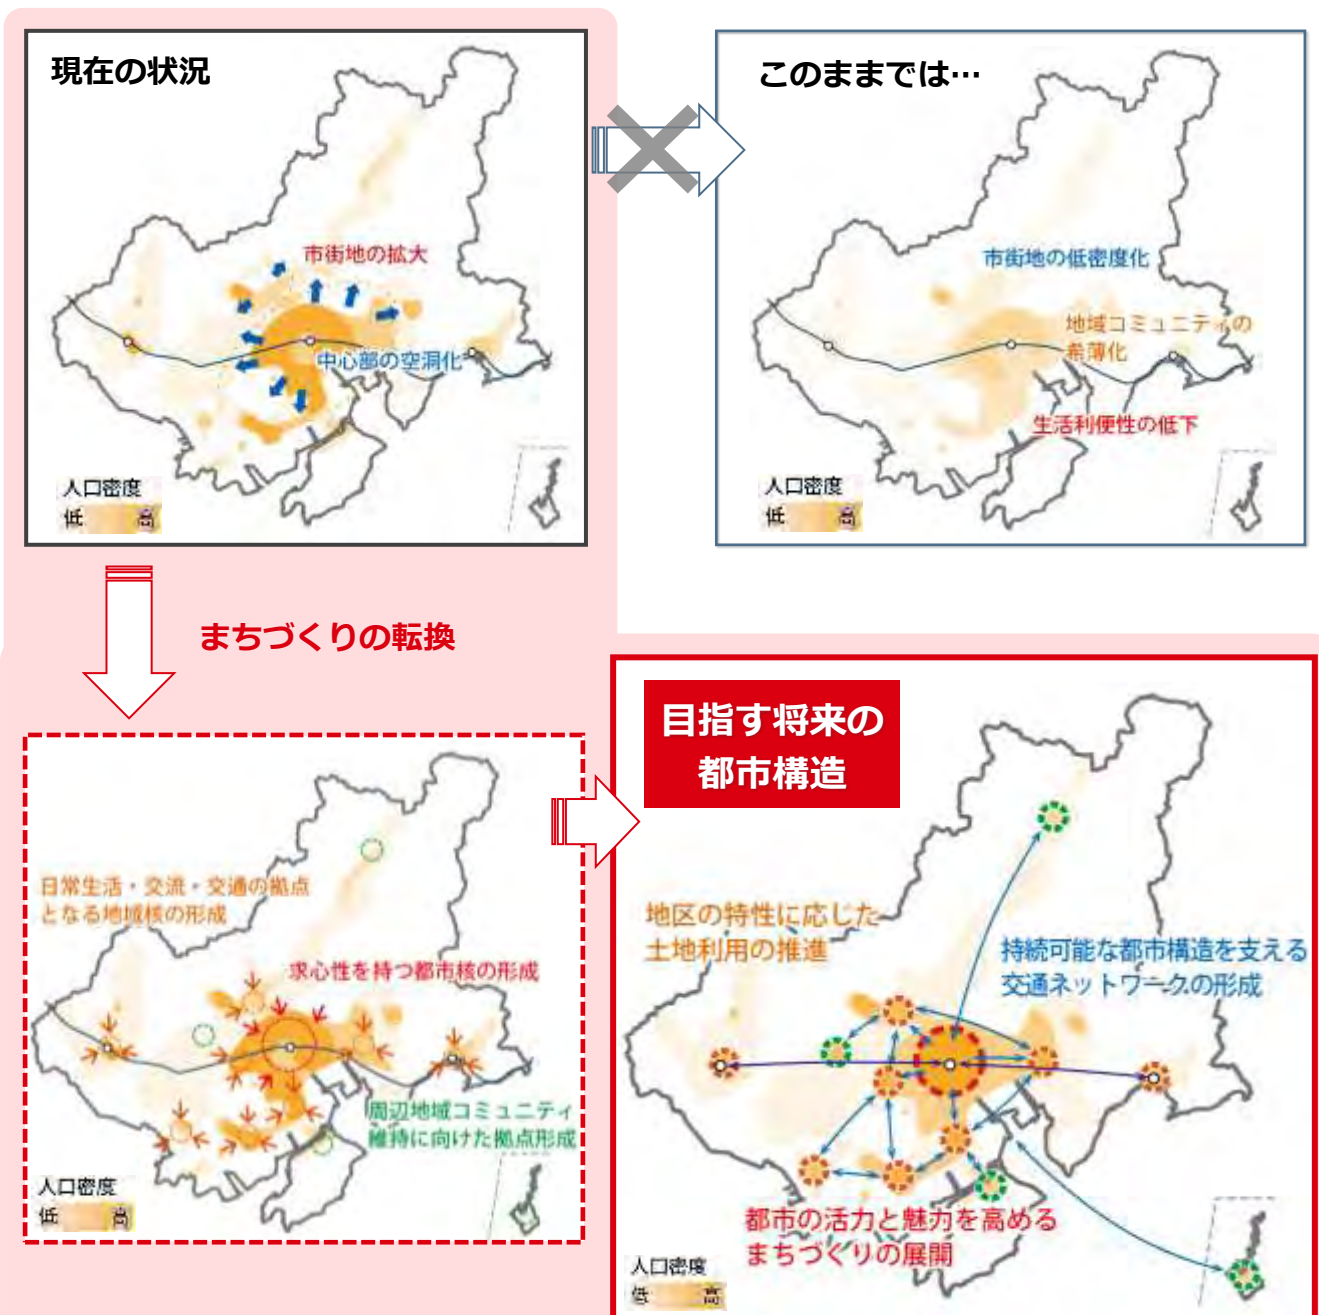 現在の状況
市街地の拡大
中心部の空洞化
人口密度
低 高
このままでは…
市街地の低密度化
地域コミュニティの
希薄化
生活利便性の低下
人口密度
低 高
まちづくりの転換
日常生活・交流・交通の拠点
となる地域核の形成
求心性を持つ都市核の形成
周辺地域コミュニティ
維持に向けた拠点形成
人口密度
低 高
目指す将来の
都市構造
地区の特性に応じた
土地利用の推進
持続可能な都市構造を支える
交通ネットワークの形成
都市の活力と魅力を高める
まちづくりの展開
人口密度
低 高